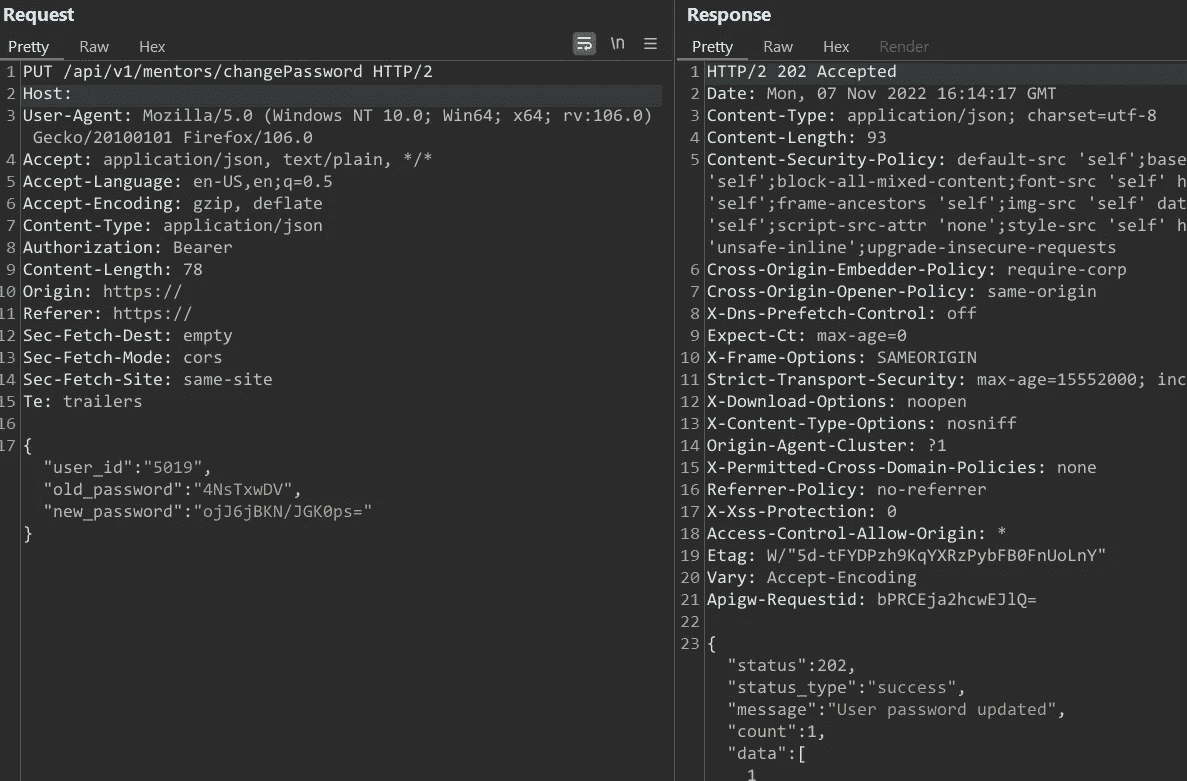 Request
Pretty Raw Hex
\n
1 PUT /api/v1/mentors/changePassword HTTP/2
2 Host:
3 User-Agent: Mozilla/5.0 (Windows NT 10.0; Win64; x64; rv:106.0)
Gecko/20100101 Firefox/106.0
4 Accept: application/json, text/plain, */*
5 Accept-Language: en-US,en;q=0.5
6 Accept-Encoding: gzip, deflate
7 Content-Type: application/json
8 Authorization: Bearer
9 Content-Length: 78
10 Origin: https://
11 Referer: https://
12 Sec-Fetch-Dest: empty
13 Sec-Fetch-Mode: cors
14 Sec-Fetch-Site: same-site
15 Te: trailers
16
17 {
"user_id":"5019",
"old_password":"4NsTxwDV",
"new_password":"ojJ6jBKN/JGK0ps="
}
Response
Pretty Raw Hex Render
1 HTTP/2 202 Accepted
2 Date: Mon, 07 Nov 2022 16:14:17 GMT
3 Content-Type: application/json; charset=utf-8
4 Content-Length: 93
5 Content-Security-Policy: default-src 'self';base
'self';block-all-mixed-content;font-src 'self' h
'self';frame-ancestors 'self';img-src 'self' dat
'self';script-src-attr 'none';style-src 'self' h
'unsafe-inline';upgrade-insecure-requests
6 Cross-Origin-Embedder-Policy: require-corp
7 Cross-Origin-Opener-Policy: same-origin
8 X-Dns-Prefetch-Control: off
9 Expect-Ct: max-age=0
10 X-Frame-Options: SAMEORIGIN
11 Strict-Transport-Security: max-age=15552000; inc
12 X-Download-Options: noopen
13 X-Content-Type-Options: nosniff
14 Origin-Agent-Cluster: ?1
15 X-Permitted-Cross-Domain-Policies: none
16 Referrer-Policy: no-referrer
17 X-Xss-Protection: 0
18 Access-Control-Allow-Origin: *
19 Etag: W/"5d-tFYDPzh9KqYXRzPybFB0FnUoLnY"
20 Vary: Accept-Encoding
21 Apigw-Requestid: bPRCEja2hcwEJlQ=
22
23 {
"status":202,
"status_type":"success",
"message":"User password updated",
"count":1,
"data":[
1